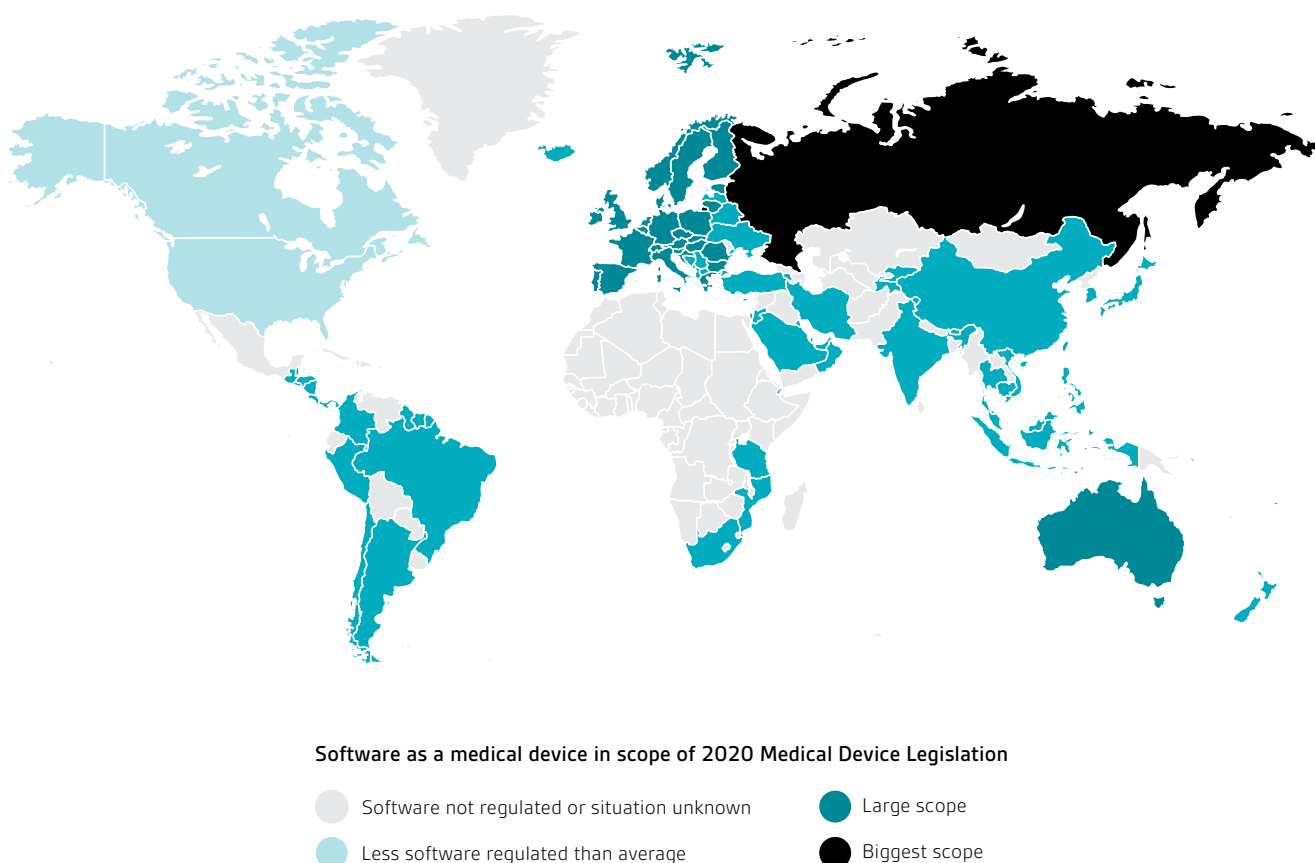 Software as a medical device in scope of 2020 Medical Device Legislation
Software not regulated or situation unknown
Less software regulated than average
Large scope
Biggest scope